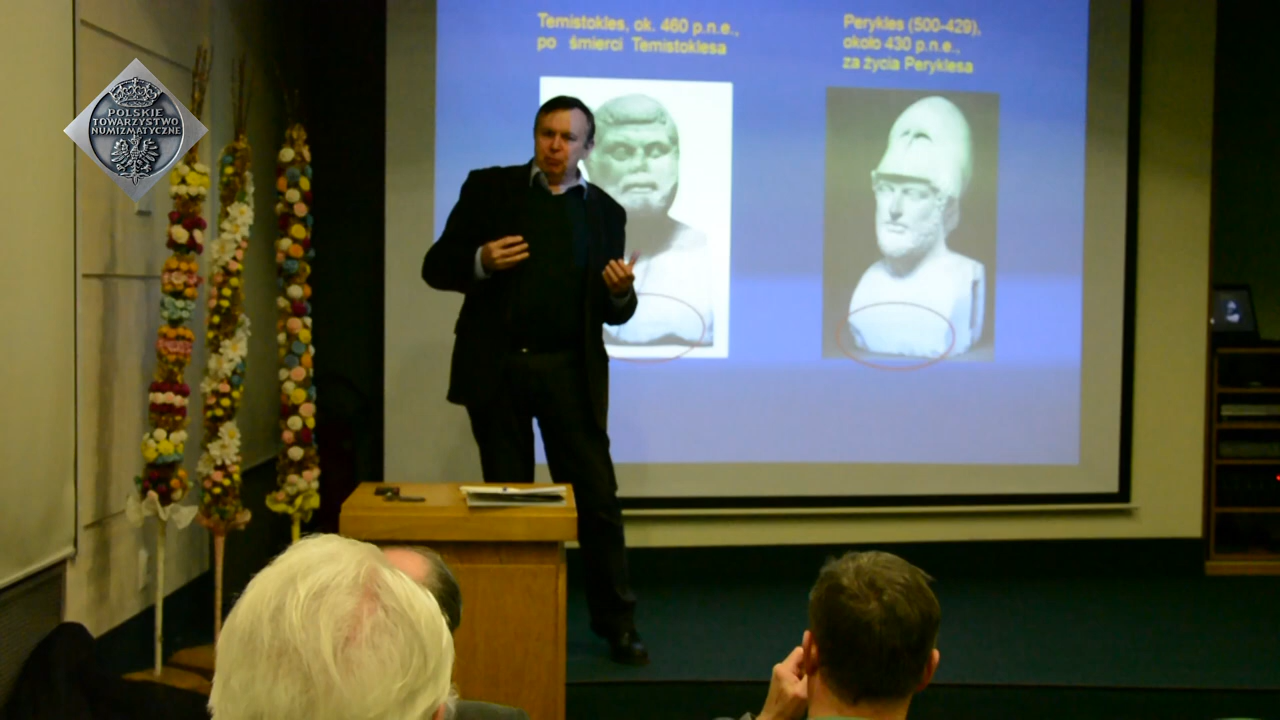 POLSKIE
TOWARZYSTWO
NUMIZMATYCZNE
Temistokles, ok. 460 p.n.e.,
po śmierci Temistoklesa
Perykles (500-429),
około 430 p.n.e.,
za życia Peryklesa